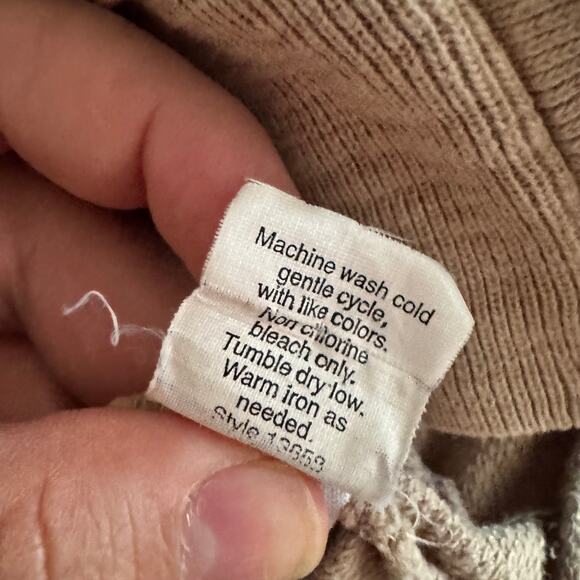 Machine wash cold
gentle cycle,
with like colors.
Non chlorine
bleach only.
Tumble dry low.
Warm iron as
needed.
Style